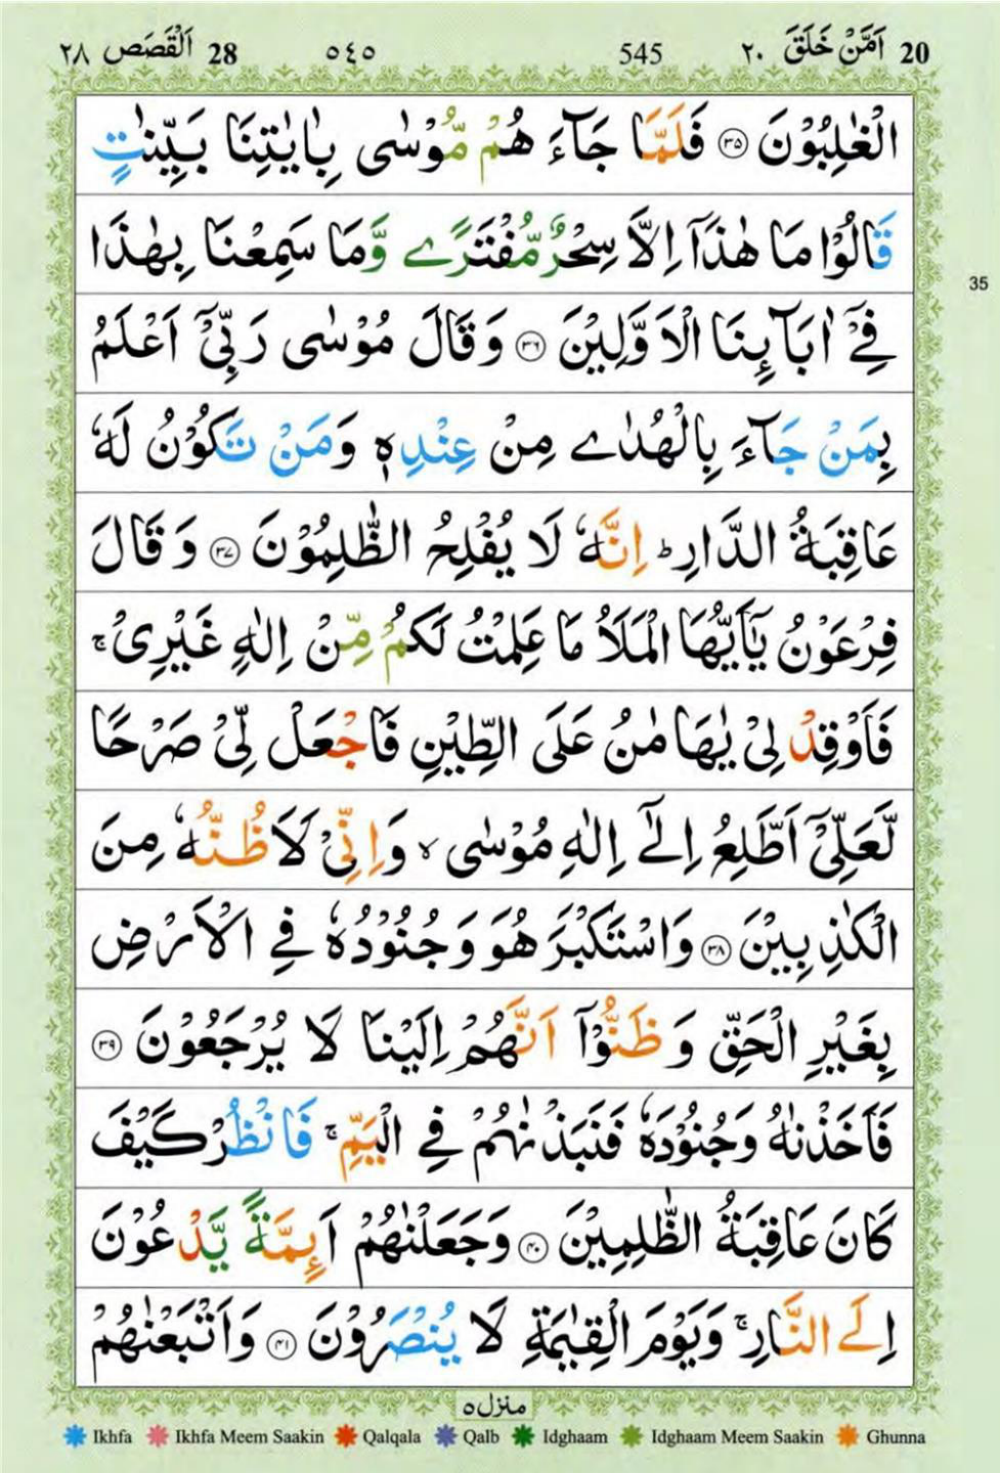 20 اَمَّنْ خَلَقَ ٢٠ 545 ٥٤٥ 28 اَلْقَصَص ٢٨
الْغٰلِبُوْنَ ۝٣٥ فَلَمَّا جَآءَ هُمْ مُّوْسٰى بِاٰيٰتِنَا بَيِّنٰتٍ
قَالُوْا مَا هٰذَاۤ اِلَّا سِحْرٌ مُّفْتَرًے وَّمَا سَمِعْنَا بِهٰذَا
35
فِےْۤ اٰبَآئِنَا الْاَوَّلِيْنَ ۝٣٦ وَقَالَ مُوْسٰى رَبِّىْۤ اَعْلَمُ
بِمَنْ جَآءَ بِالْهُدٰے مِنْ عِنْدِهٖ وَمَنْ تَكُوْنُ لَهٗ
عَاقِبَةُ الدَّارِ ؕ اِنَّهٗ لَا يُفْلِحُ الظّٰلِمُوْنَ ۝٣٧ وَقَالَ
فِرْعَوْنُ يٰۤاَيُّهَا الْمَلَاُ مَا عَلِمْتُ لَكُمْ مِّنْ اِلٰهٍ غَيْرِىْ ۚ
فَاَوْقِدْ لِىْ يٰهَامٰنُ عَلَى الطِّيْنِ فَاجْعَلْ لِّىْ صَرْحًا
لَّعَلِّىْۤ اَطَّلِعُ اِلٰٓے اِلٰهِ مُوْسٰى ۙ وَاِنِّىْ لَاَظُنُّهٗ مِنَ
الْكٰذِبِيْنَ ۝٣٨ وَاسْتَكْبَرَ هُوَ وَجُنُوْدُهٗ فِے الْاَرْضِ
بِغَيْرِ الْحَقِّ وَظَنُّوْۤا اَنَّهُمْ اِلَيْنَا لَا يُرْجَعُوْنَ ۝٣٩
فَاَخَذْنٰهُ وَجُنُوْدَهٗ فَنَبَذْنٰهُمْ فِے الْيَمِّ ۚ فَانْظُرْ كَيْفَ
كَانَ عَاقِبَةُ الظّٰلِمِيْنَ ۝٤٠ وَجَعَلْنٰهُمْ اَئِمَّةً يَّدْعُوْنَ
اِلَے النَّارِ ۚ وَيَوْمَ الْقِيٰمَةِ لَا يُنْصَرُوْنَ ۝٤١ وَاَتْبَعْنٰهُمْ
منزل ٥
Ikhfa Ikhfa Meem Saakin Qalqala Qalb Idghaam Idghaam Meem Saakin Ghunna